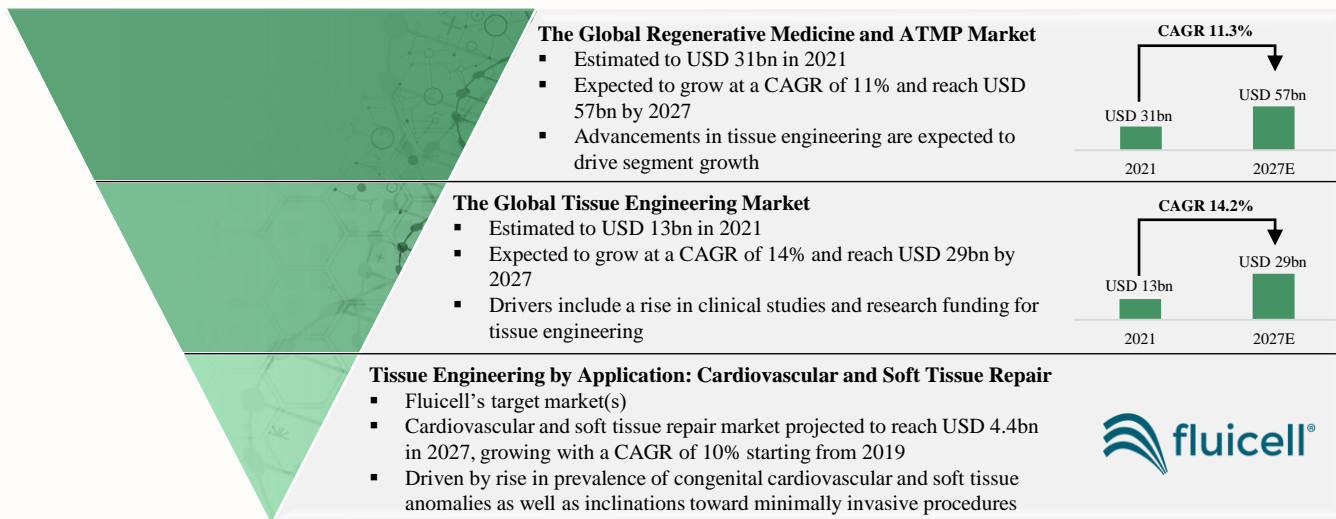 The Global Regenerative Medicine and ATMP Market
▪ Estimated to USD 31bn in 2021
▪ Expected to grow at a CAGR of 11% and reach USD
57bn by 2027
▪ Advancements in tissue engineering are expected to
drive segment growth
CAGR 11.3%
USD 31bn
USD 57bn
2021
2027E
The Global Tissue Engineering Market
▪ Estimated to USD 13bn in 2021
▪ Expected to grow at a CAGR of 14% and reach USD 29bn by
2027
▪ Drivers include a rise in clinical studies and research funding for
tissue engineering
CAGR 14.2%
USD 13bn
USD 29bn
2021
2027E
Tissue Engineering by Application: Cardiovascular and Soft Tissue Repair
▪ Fluicell’s target market(s)
▪ Cardiovascular and soft tissue repair market projected to reach USD 4.4bn
in 2027, growing with a CAGR of 10% starting from 2019
▪ Driven by rise in prevalence of congenital cardiovascular and soft tissue
anomalies as well as inclinations toward minimally invasive procedures
fluicell®